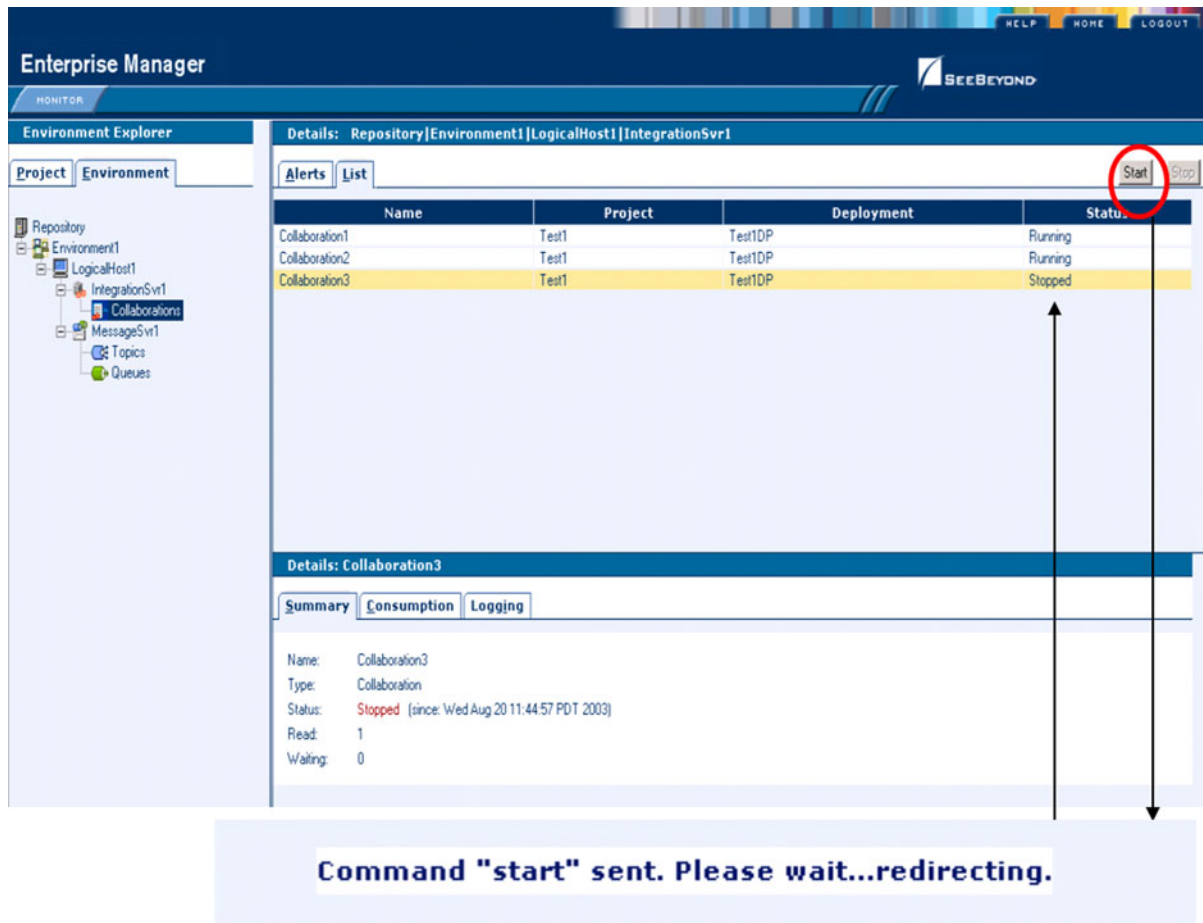 HELP HOME LOGOUT
Enterprise Manager
SEEBEYOND
MONITOR
Environment Explorer
Details: Repository|Environment1|LogicalHost1|IntegrationSvr1
Project Environment
Alerts List
Start Stop
Name Project Deployment Status
Collaboration1 Test1 Test1DP Running
Collaboration2 Test1 Test1DP Running
Collaboration3 Test1 Test1DP Stopped
Repository
Environment1
LogicalHost1
IntegrationSvr1
Collaborations
MessageSvr1
Topics
Queues
Details: Collaboration3
Summary Consumption Logging
Name: Collaboration3
Type: Collaboration
Status: Stopped (since: Wed Aug 20 11:44:57 PDT 2003)
Read: 1
Waiting: 0
Command "start" sent. Please wait...redirecting.